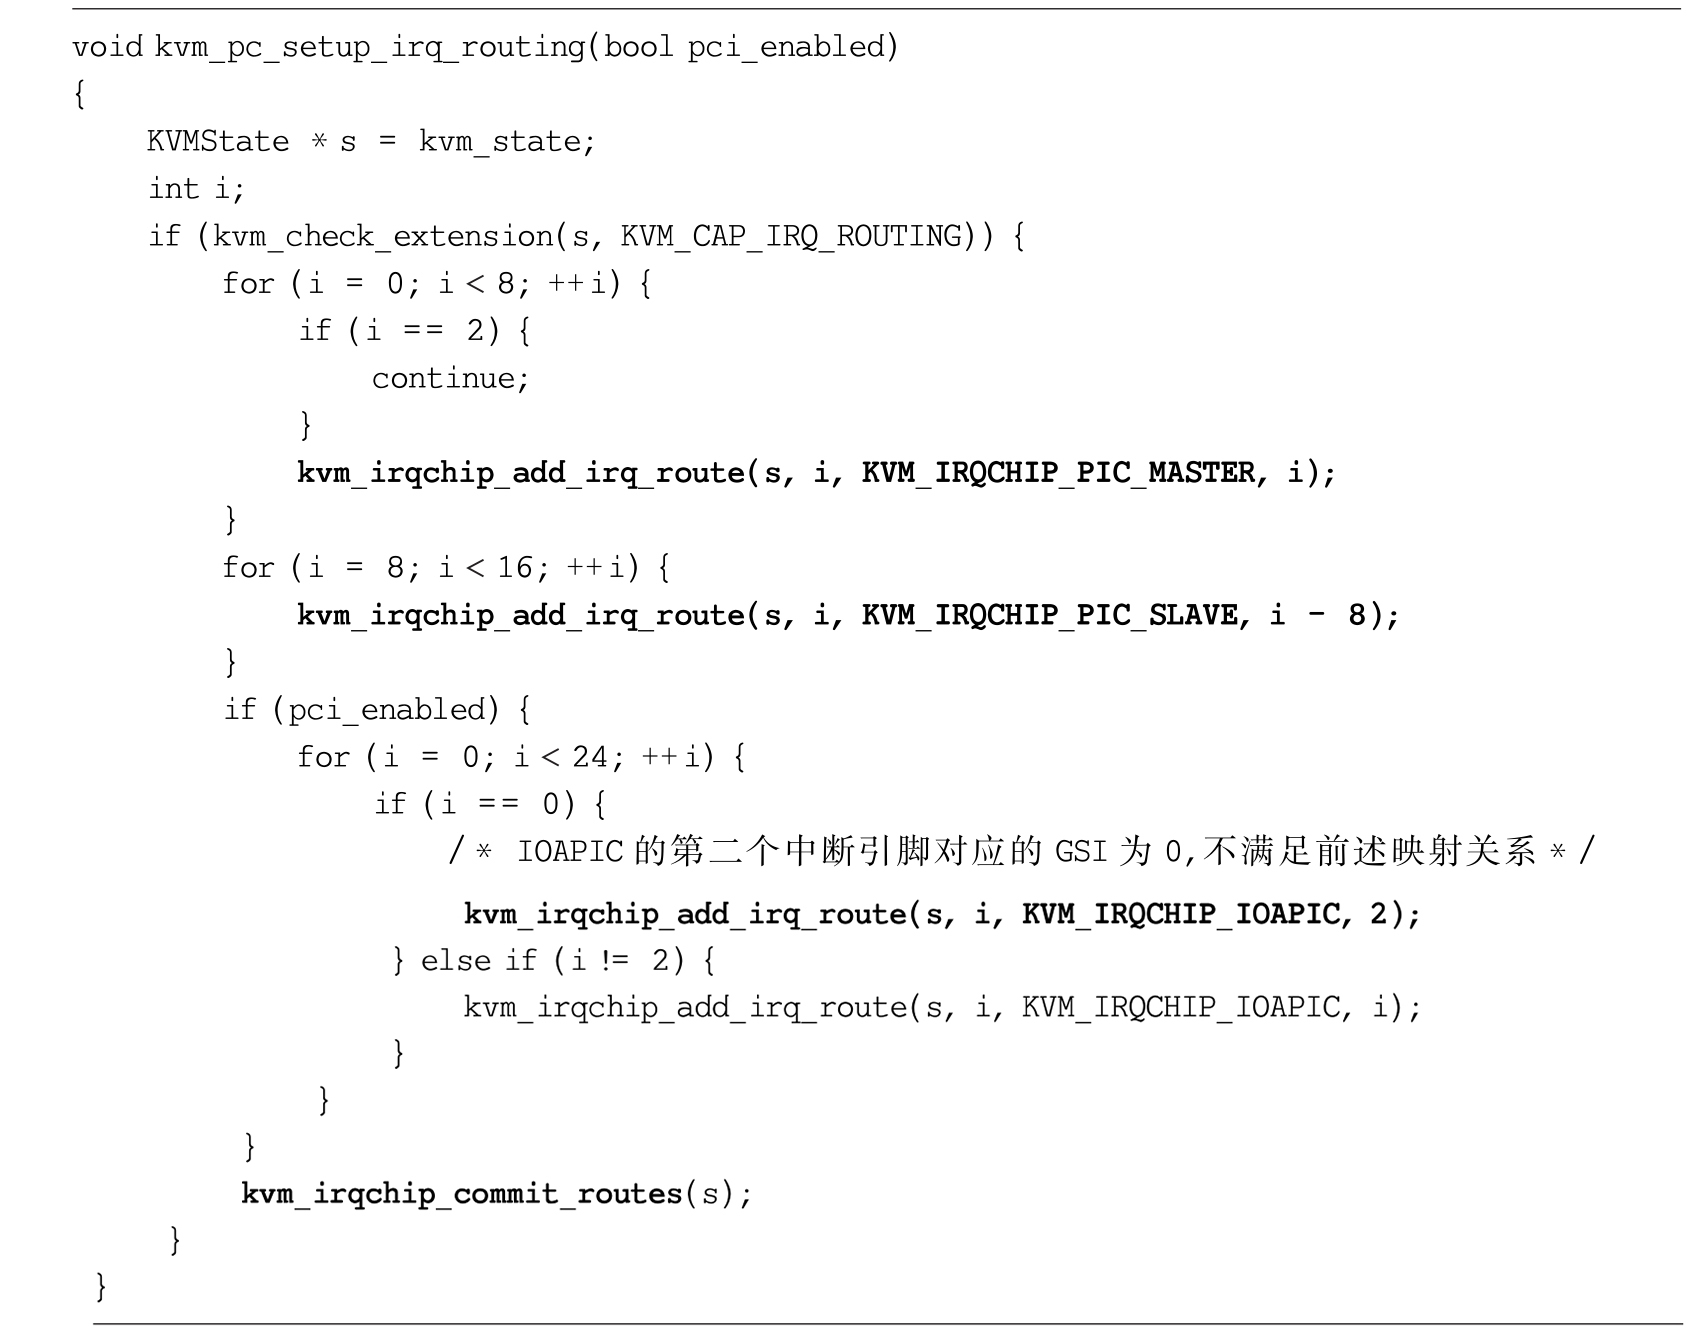 void kvm_pc_setup_irq_routing(bool pci_enabled)
{
    KVMState * s = kvm_state;
    int i;
    if (kvm_check_extension(s, KVM_CAP_IRQ_ROUTING)) {
        for (i = 0; i < 8; ++i) {
            if (i == 2) {
                continue;
            }
            kvm_irqchip_add_irq_route(s, i, KVM_IRQCHIP_PIC_MASTER, i);
        }
        for (i = 8; i < 16; ++i) {
            kvm_irqchip_add_irq_route(s, i, KVM_IRQCHIP_PIC_SLAVE, i - 8);
        }
        if (pci_enabled) {
            for (i = 0; i < 24; ++i) {
                if (i == 0) {
                    /* IOAPIC 的第二个中断引脚对应的 GSI 为 0,不满足前述映射关系 * /
                    kvm_irqchip_add_irq_route(s, i, KVM_IRQCHIP_IOAPIC, 2);
                } else if (i != 2) {
                    kvm_irqchip_add_irq_route(s, i, KVM_IRQCHIP_IOAPIC, i);
                }
            }
        }
        kvm_irqchip_commit_routes(s);
    }
}